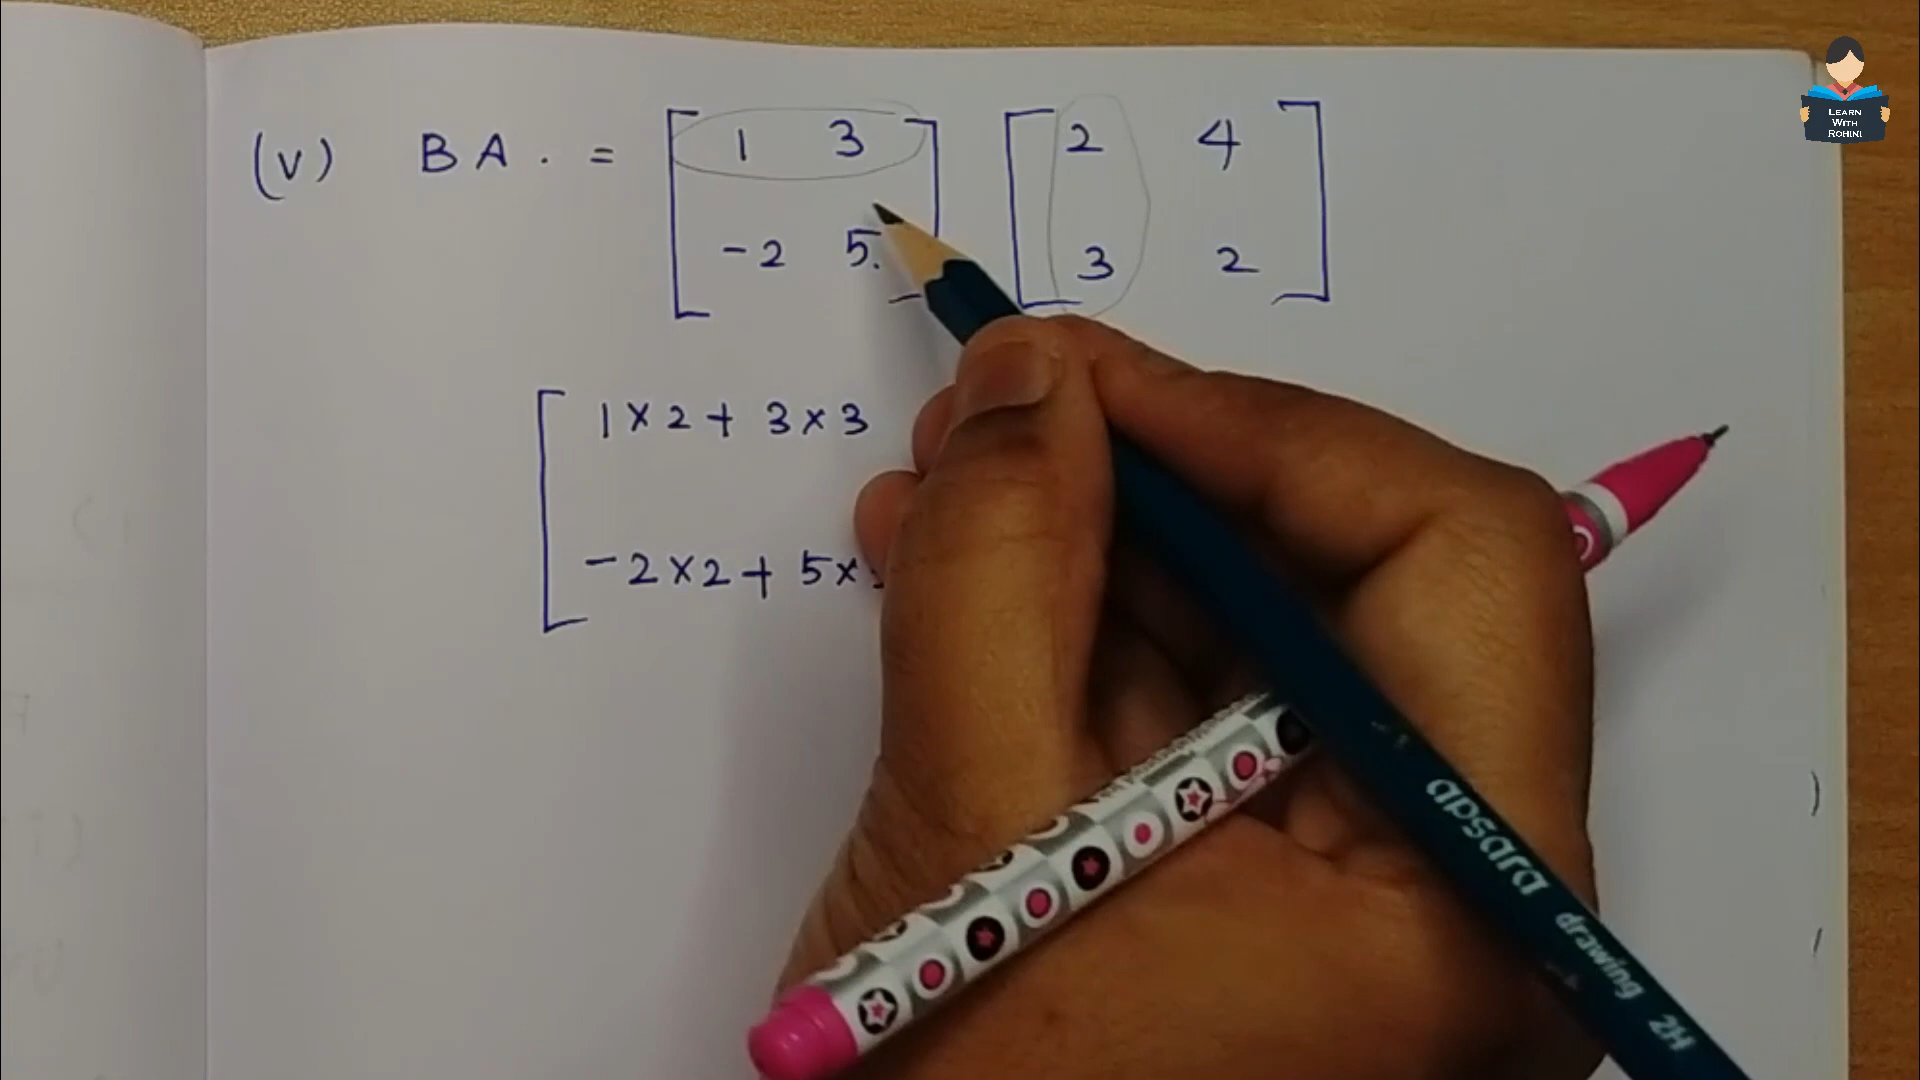 LEARN
WITH
ROHINI
(v) BA. = [ 1 3 ] [ 2 4 ]
-2 5. 3 2
[ 1×2 + 3×3
-2×2 + 5×
apsara drawing 2H